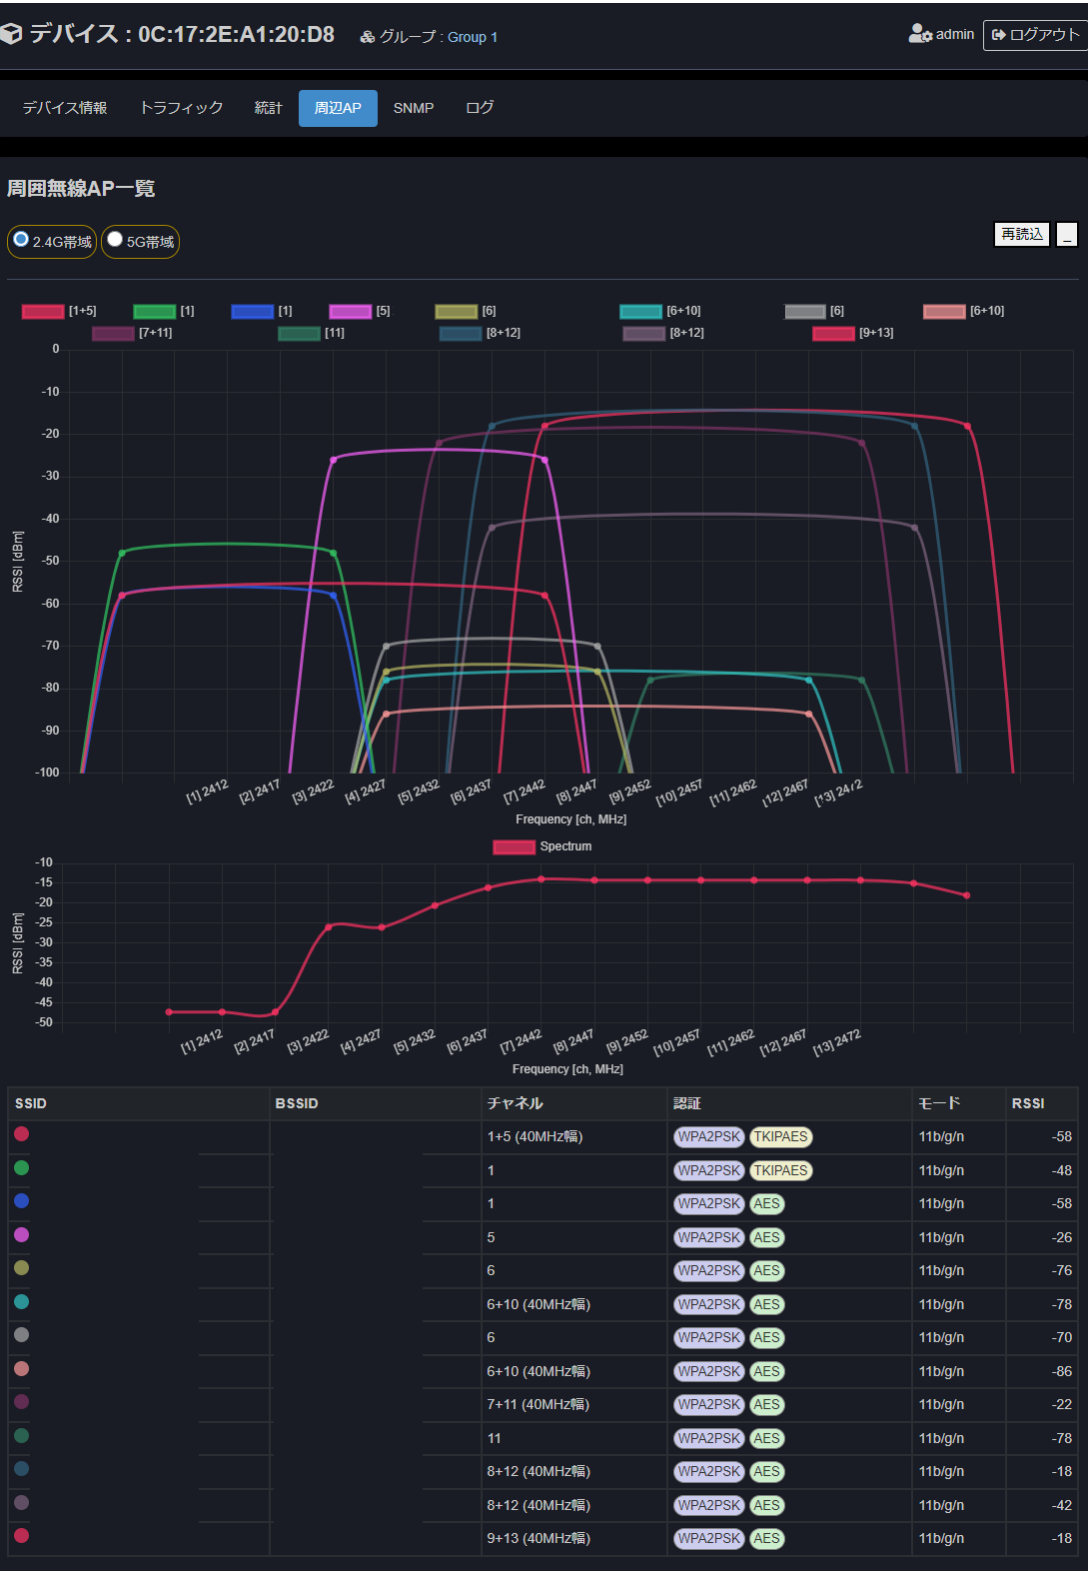 デバイス : 0C:17:2E:A1:20:D8 グループ : Group 1 admin ログアウト
デバイス情報 トラフィック 統計 周辺AP SNMP ログ
周囲無線AP一覧
2.4G帯域 5G帯域 再読込 _
[1+5] [1] [1] [5] [6] [6+10] [6] [6+10]
[7+11] [11] [8+12] [8+12] [9+13]
0
-10
-20
-30
-40
-50
-60
-70
-80
-90
-100
RSSI [dBm]
[1] 2412 [2] 2417 [3] 2422 [4] 2427 [5] 2432 [6] 2437 [7] 2442 [8] 2447 [9] 2452 [10] 2457 [11] 2462 [12] 2467 [13] 2472
Frequency [ch, MHz]
Spectrum
-10
-15
-20
-25
-30
-35
-40
-45
-50
RSSI [dBm]
[1] 2412 [2] 2417 [3] 2422 [4] 2427 [5] 2432 [6] 2437 [7] 2442 [8] 2447 [9] 2452 [10] 2457 [11] 2462 [12] 2467 [13] 2472
Frequency [ch, MHz]
SSID BSSID チャネル 認証 モード RSSI
1+5 (40MHz幅) WPA2PSK TKIPAES 11b/g/n -58
1 WPA2PSK TKIPAES 11b/g/n -48
1 WPA2PSK AES 11b/g/n -58
5 WPA2PSK AES 11b/g/n -26
6 WPA2PSK AES 11b/g/n -76
6+10 (40MHz幅) WPA2PSK AES 11b/g/n -78
6 WPA2PSK AES 11b/g/n -70
6+10 (40MHz幅) WPA2PSK AES 11b/g/n -86
7+11 (40MHz幅) WPA2PSK AES 11b/g/n -22
11 WPA2PSK AES 11b/g/n -78
8+12 (40MHz幅) WPA2PSK AES 11b/g/n -18
8+12 (40MHz幅) WPA2PSK AES 11b/g/n -42
9+13 (40MHz幅) WPA2PSK AES 11b/g/n -18